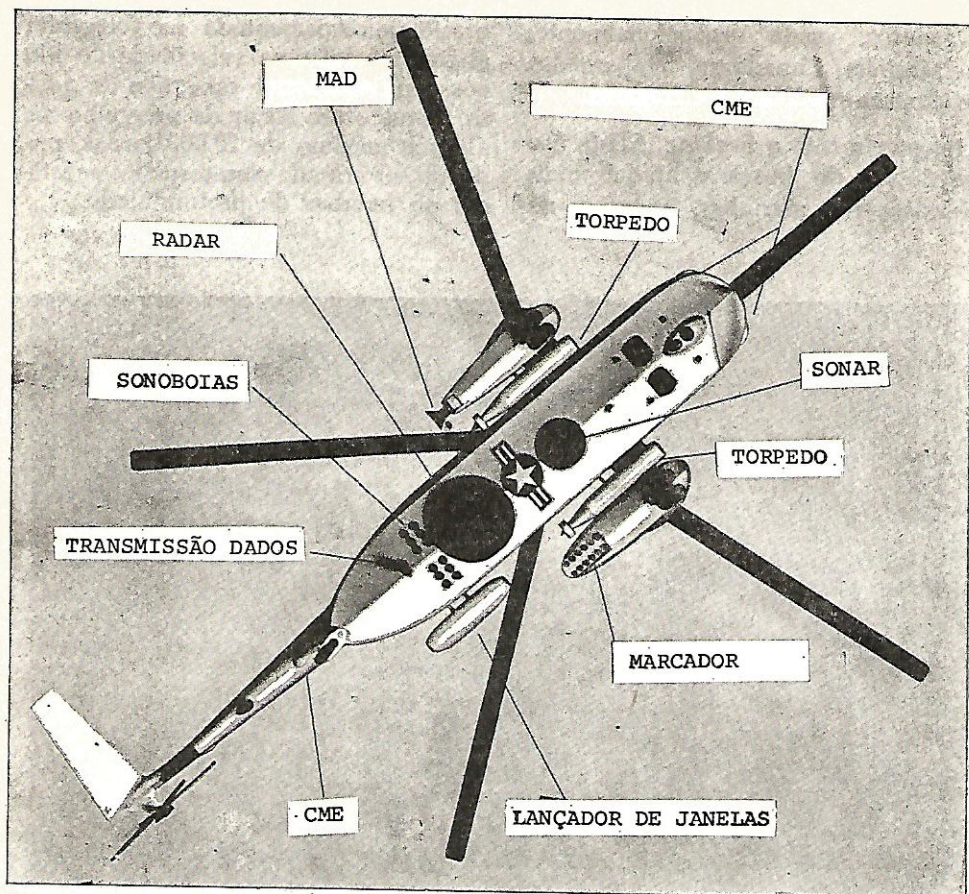 MAD
CME
TORPEDO
RADAR
SONOBOIAS
SONAR
TORPEDO
TRANSMISSÃO DADOS
MARCADOR
CME
LANÇADOR DE JANELAS